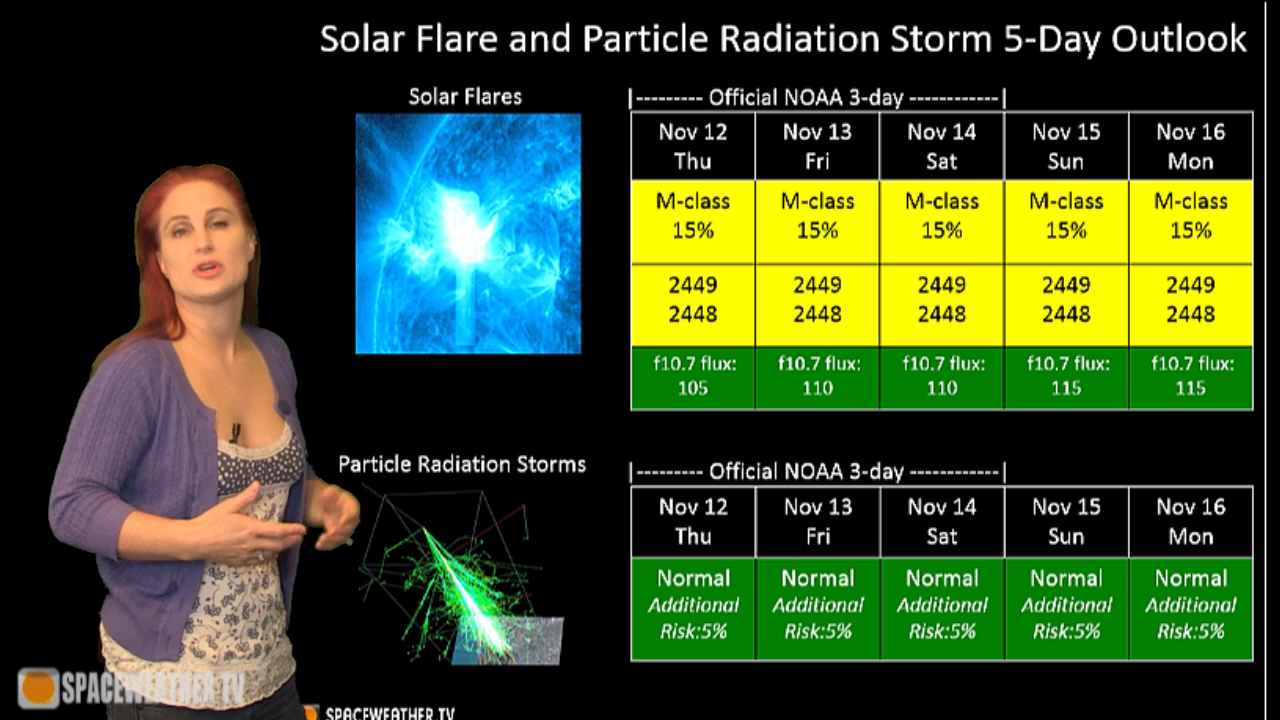 Solar Flare and Particle Radiation Storm 5-Day Outlook
Solar Flares
|--------- Official NOAA 3-day ------------|
Nov 12 Nov 13 Nov 14 Nov 15 Nov 16
Thu Fri Sat Sun Mon
M-class M-class M-class M-class M-class
15% 15% 15% 15% 15%
2449 2449 2449 2449 2449
2448 2448 2448 2448 2448
f10.7 flux: f10.7 flux: f10.7 flux: f10.7 flux: f10.7 flux:
105 110 110 115 115
Particle Radiation Storms
|--------- Official NOAA 3-day ------------|
Nov 12 Nov 13 Nov 14 Nov 15 Nov 16
Thu Fri Sat Sun Mon
Normal Normal Normal Normal Normal
Additional Additional Additional Additional Additional
Risk:5% Risk:5% Risk:5% Risk:5% Risk:5%
SPACEWEATHER TV
SPACEWEATHER.TV